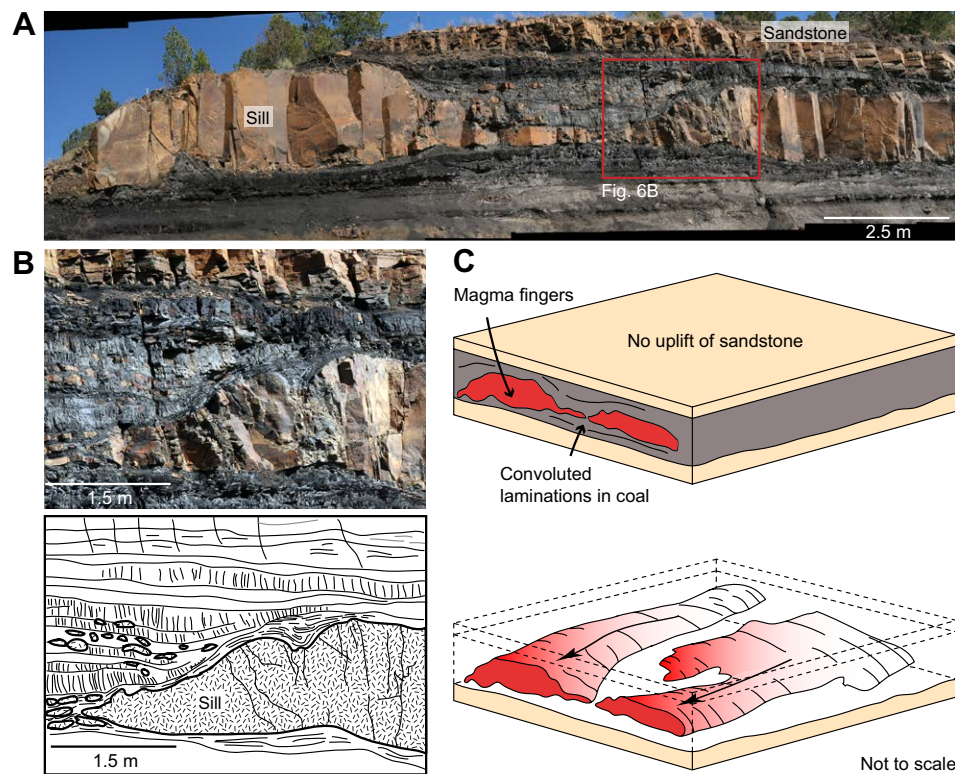 A
Sandstone
Sill
Fig. 6B
2.5 m
B
1.5 m
Sill
1.5 m
C
Magma fingers
No uplift of sandstone
Convoluted
laminations in coal
Not to scale